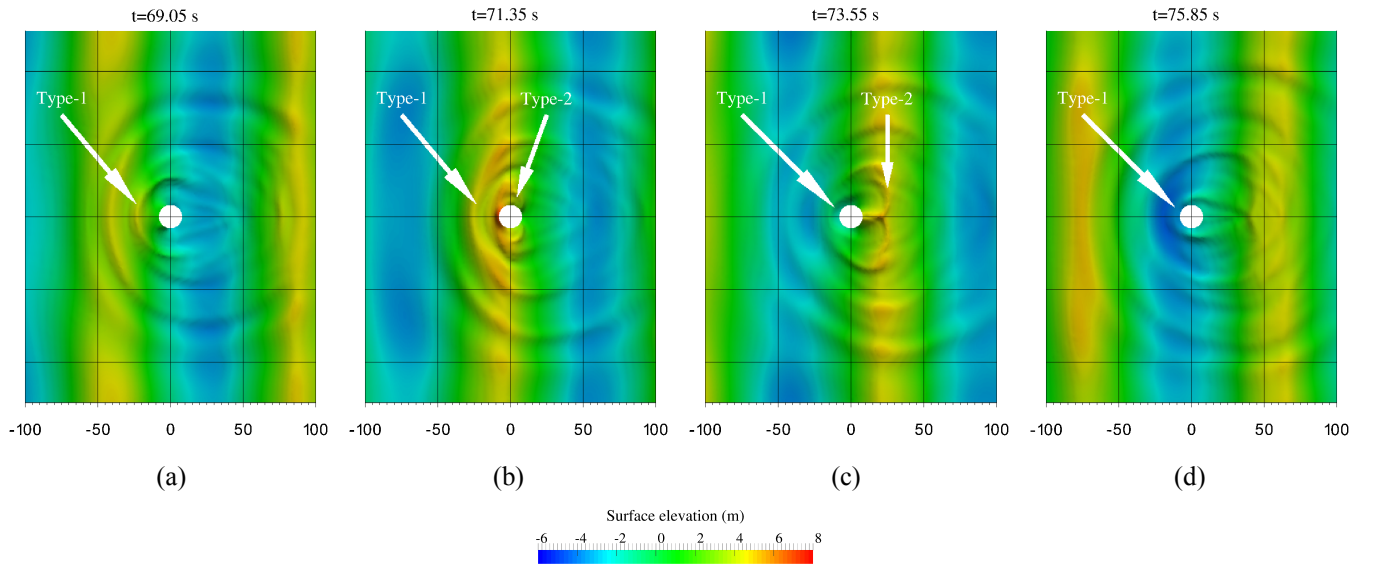 t=69.05 s
t=71.35 s
t=73.55 s
t=75.85 s
Type-1
Type-1
Type-2
Type-1
Type-2
Type-1
-100 -50 0 50 100
-100 -50 0 50 100
-100 -50 0 50 100
-100 -50 0 50 100
(a)
(b)
(c)
(d)
Surface elevation (m)
-6 -4 -2 0 2 4 6 8